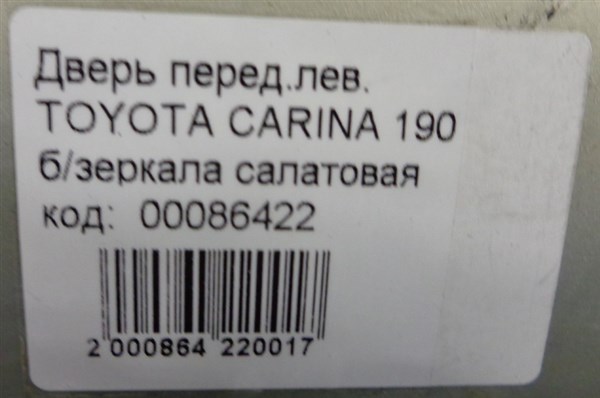 Дверь перед.лев.
TOYOTA CARINA 190
б/зеркала салатовая
код: 00086422
2 000864 220017